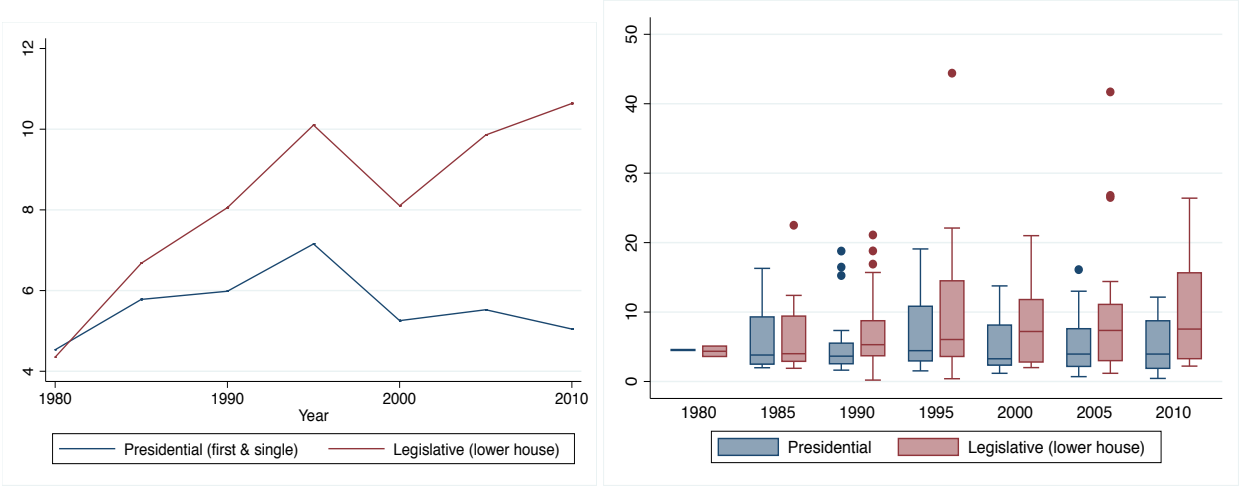 12
10
8
6
4
1980 1990 2000 2010
Year
Presidential (first & single) Legislative (lower house)
50
40
30
20
10
0
1980 1985 1990 1995 2000 2005 2010
Presidential Legislative (lower house)